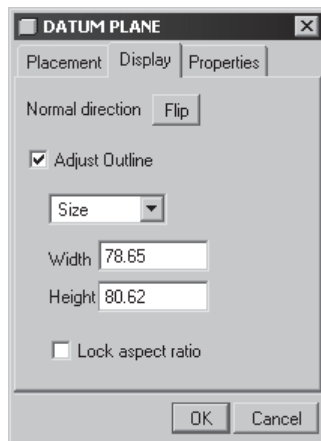 DATUM PLANE
Placement Display Properties
Normal direction Flip
Adjust Outline
Size
Width 78.65
Height 80.62
Lock aspect ratio
OK Cancel